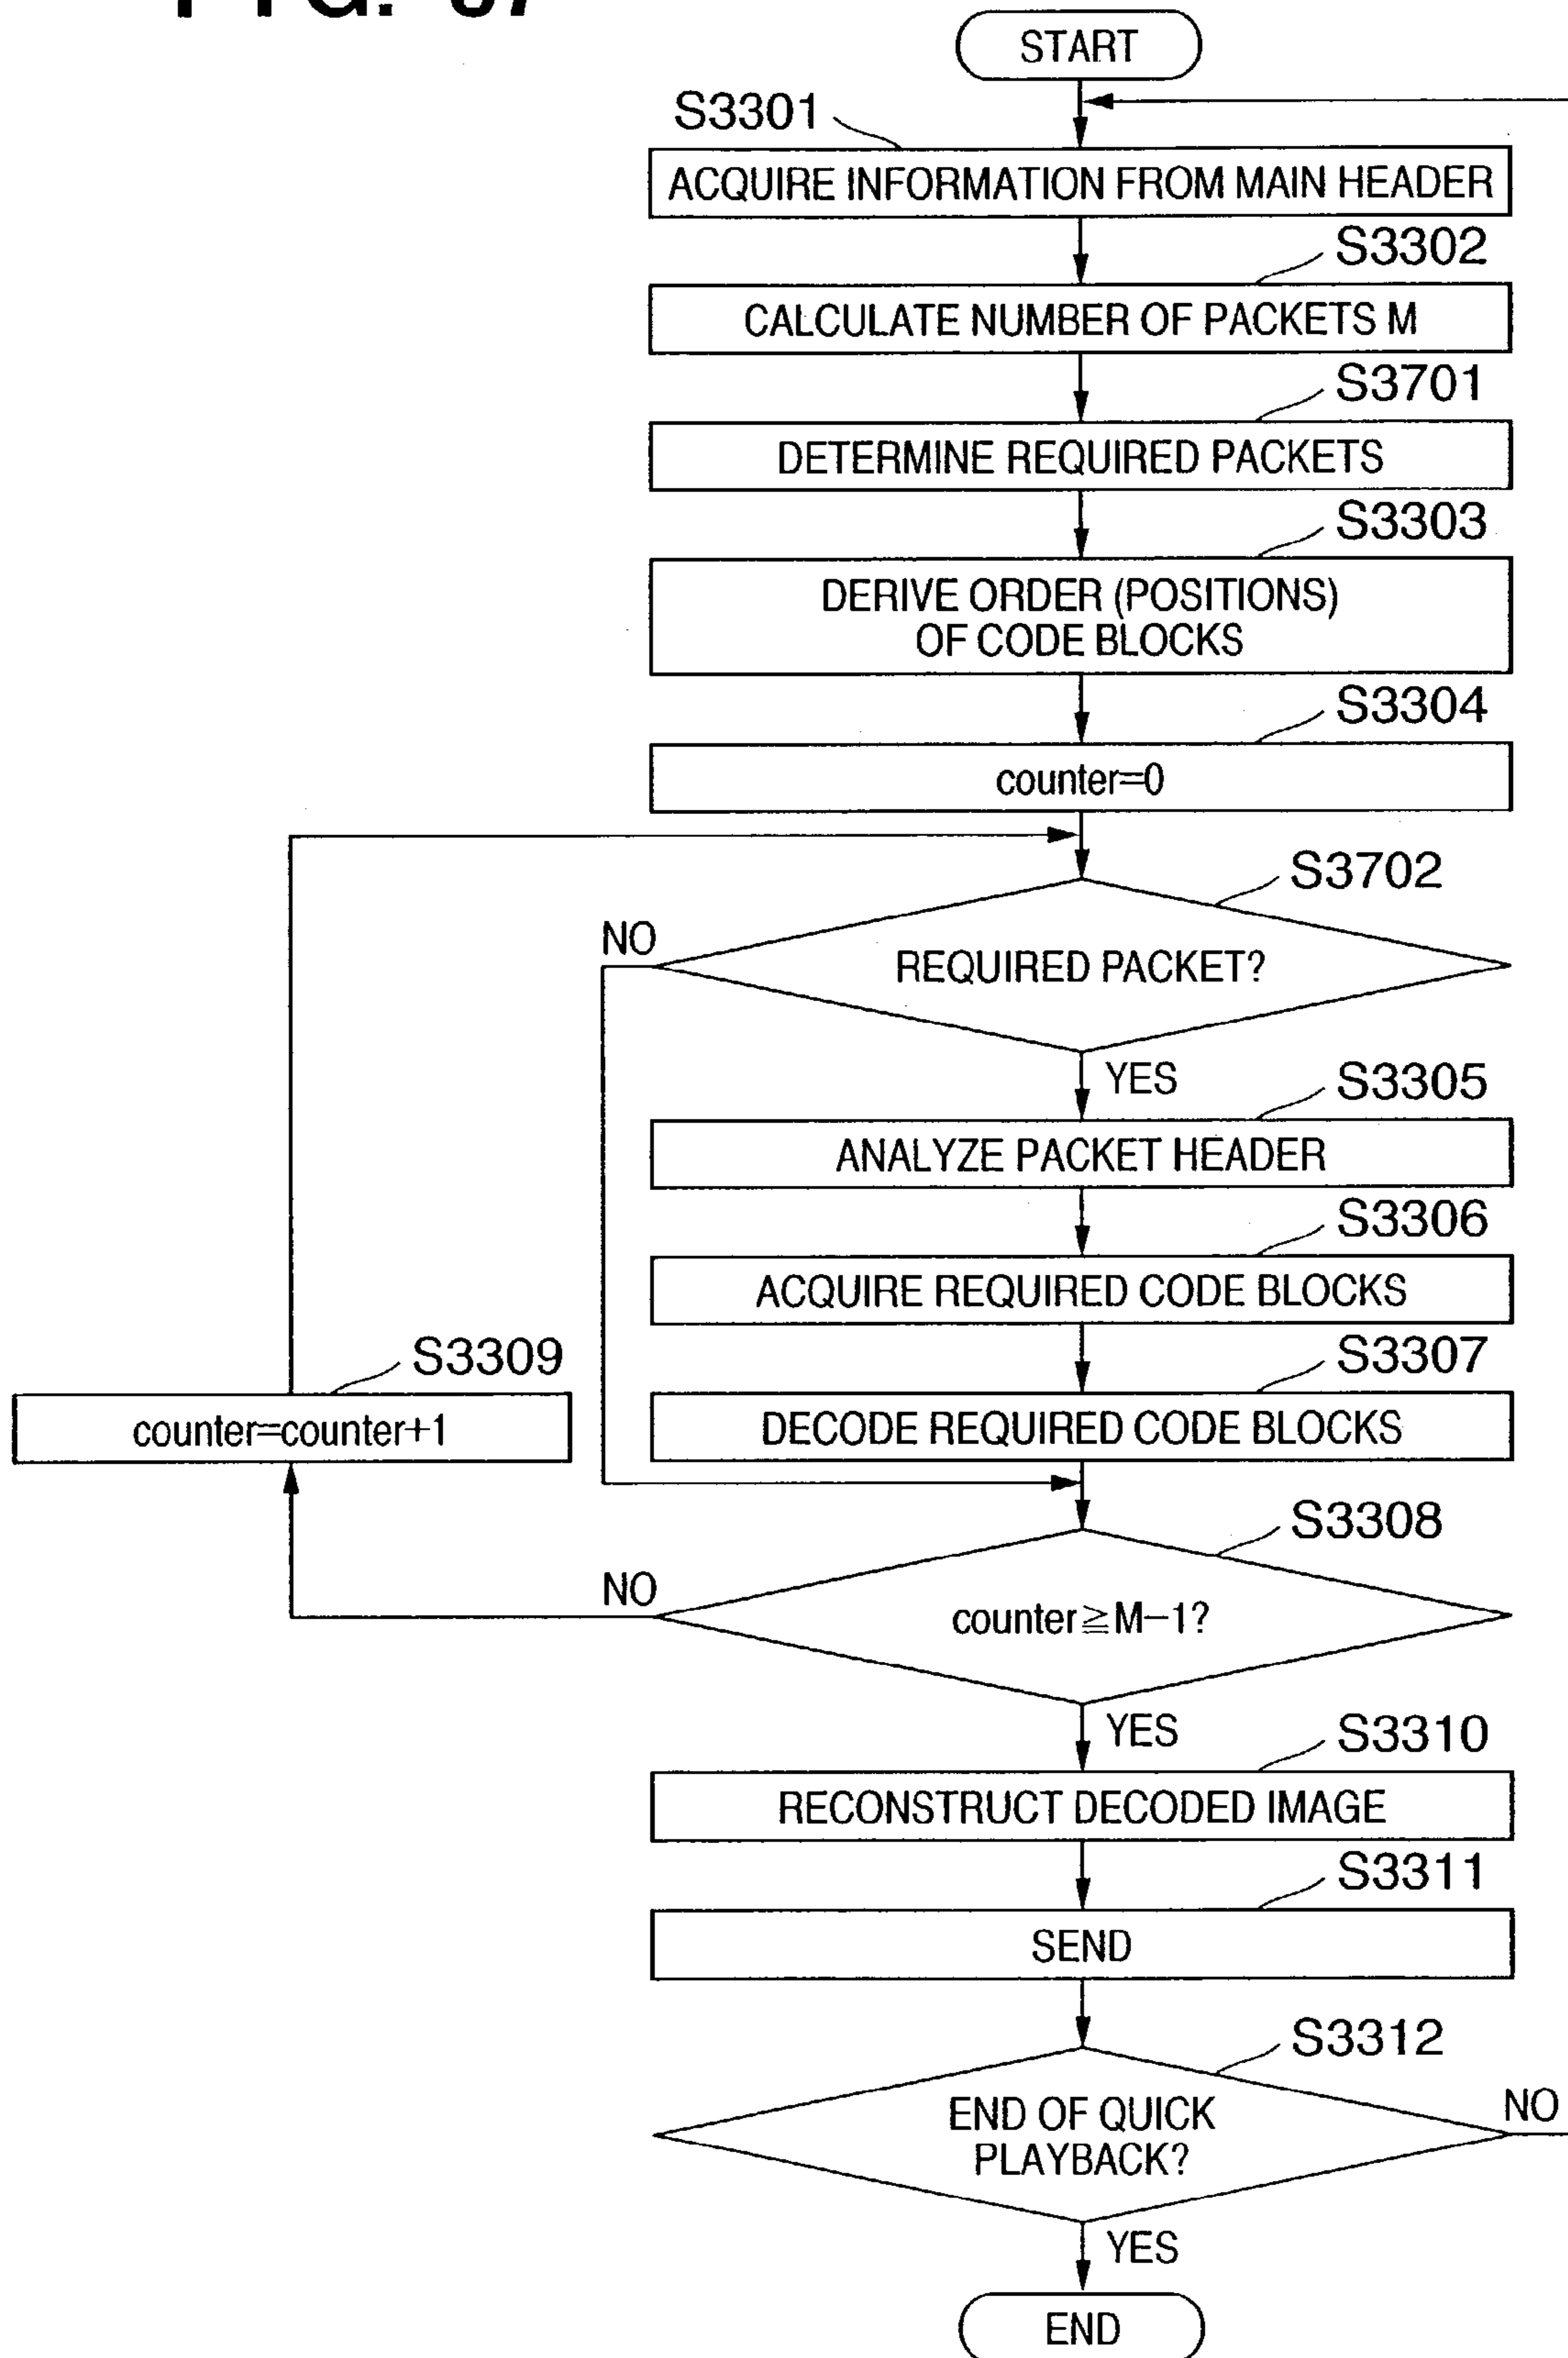 START
S3301
ACQUIRE INFORMATION FROM MAIN HEADER
S3302
CALCULATE NUMBER OF PACKETS M
S3701
DETERMINE REQUIRED PACKETS
S3303
DERIVE ORDER (POSITIONS)
OF CODE BLOCKS
S3304
counter=0
S3702
NO
REQUIRED PACKET?
YES
S3305
ANALYZE PACKET HEADER
S3306
ACQUIRE REQUIRED CODE BLOCKS
S3309
counter=counter+1
S3307
DECODE REQUIRED CODE BLOCKS
S3308
NO
counter≧M−1?
YES
S3310
RECONSTRUCT DECODED IMAGE
S3311
SEND
S3312
END OF QUICK
PLAYBACK?
NO
YES
END